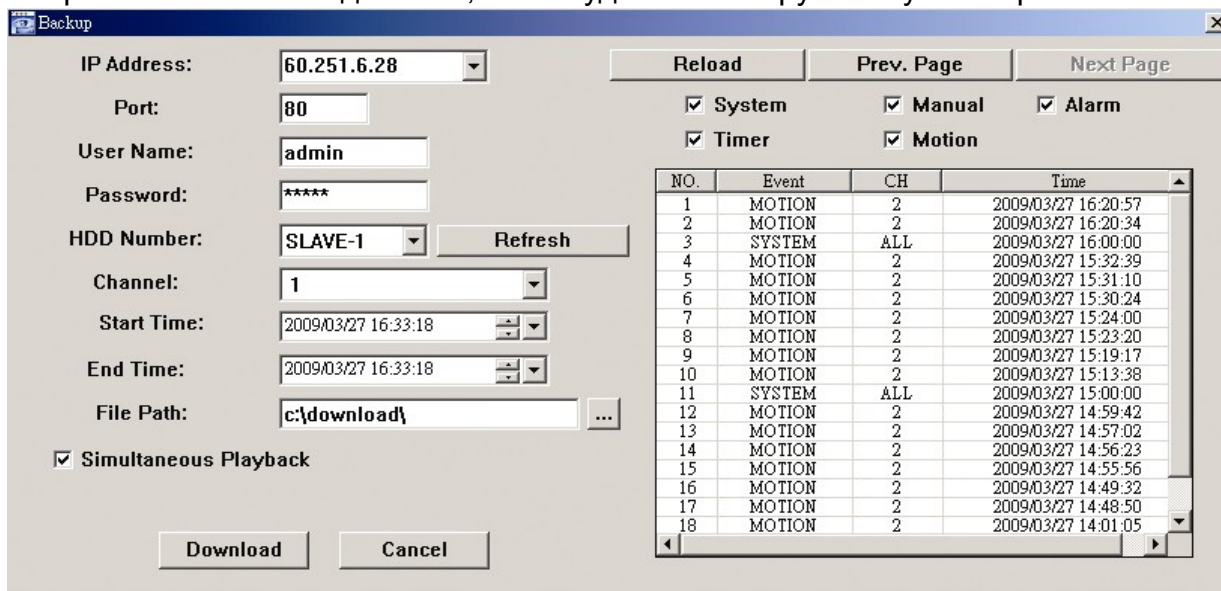 Backup
IP Address: 60.251.6.28
Port: 80
User Name: admin
Password: *****
HDD Number: SLAVE-1 Refresh
Channel: 1
Start Time: 2009/03/27 16:33:18
End Time: 2009/03/27 16:33:18
File Path: c:\download\ ...
Simultaneous Playback
Download Cancel
Reload Prev. Page Next Page
System Manual Alarm
Timer Motion
NO. Event CH Time
1 MOTION 2 2009/03/27 16:20:57
2 MOTION 2 2009/03/27 16:20:34
3 SYSTEM ALL 2009/03/27 16:00:00
4 MOTION 2 2009/03/27 15:32:39
5 MOTION 2 2009/03/27 15:31:10
6 MOTION 2 2009/03/27 15:30:24
7 MOTION 2 2009/03/27 15:24:00
8 MOTION 2 2009/03/27 15:23:20
9 MOTION 2 2009/03/27 15:19:17
10 MOTION 2 2009/03/27 15:13:38
11 SYSTEM ALL 2009/03/27 15:00:00
12 MOTION 2 2009/03/27 14:59:42
13 MOTION 2 2009/03/27 14:57:02
14 MOTION 2 2009/03/27 14:56:23
15 MOTION 2 2009/03/27 14:55:56
16 MOTION 2 2009/03/27 14:49:32
17 MOTION 2 2009/03/27 14:48:50
18 MOTION 2 2009/03/27 14:01:05